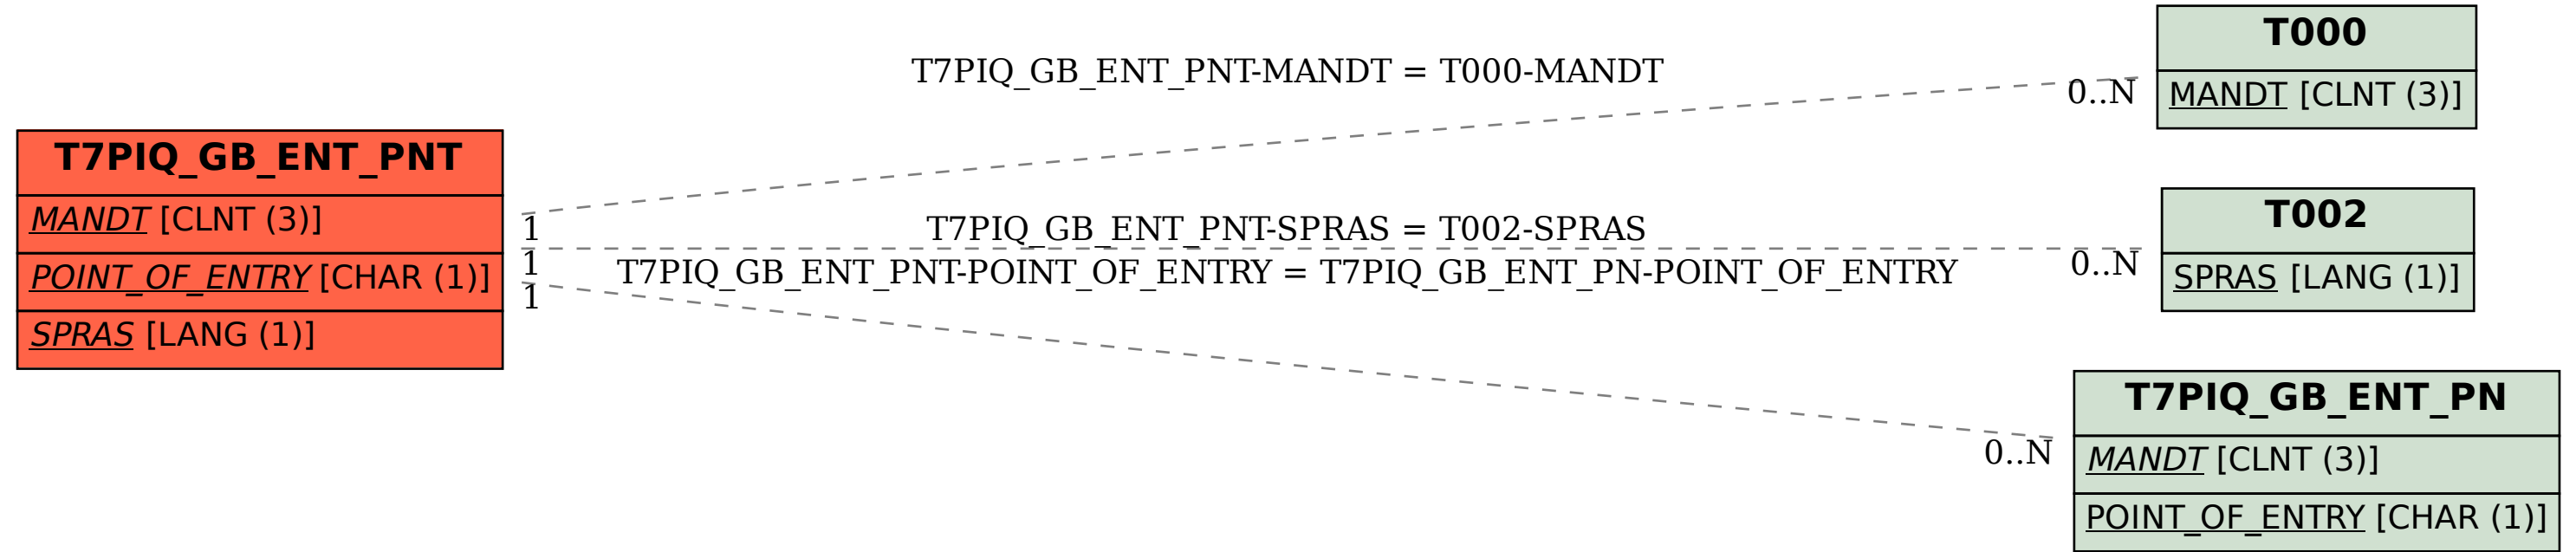 T7PIQ_GB_ENT_PNT
MANDT [CLNT (3)]
POINT_OF_ENTRY [CHAR (1)]
SPRAS [LANG (1)]
T7PIQ_GB_ENT_PNT-MANDT = T000-MANDT
1
0..N
T7PIQ_GB_ENT_PNT-SPRAS = T002-SPRAS
1
0..N
T7PIQ_GB_ENT_PNT-POINT_OF_ENTRY = T7PIQ_GB_ENT_PN-POINT_OF_ENTRY
1
0..N
T000
MANDT [CLNT (3)]
T002
SPRAS [LANG (1)]
T7PIQ_GB_ENT_PN
MANDT [CLNT (3)]
POINT_OF_ENTRY [CHAR (1)]